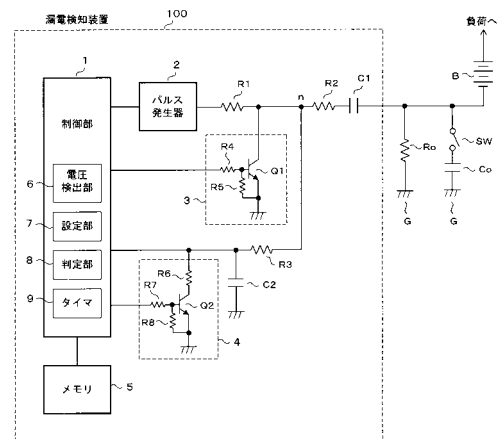 漏電検知装置
100
負荷へ
1
2
R1
n
R2
C1
B
制御部
パルス
発生器
SW
電圧
検出部
6
R4
Q1
R5
Ro
Co
3
設定部
7
G
G
判定部
8
R6
R3
C2
タイマ
9
R7
Q2
R8
4
メモリ
5